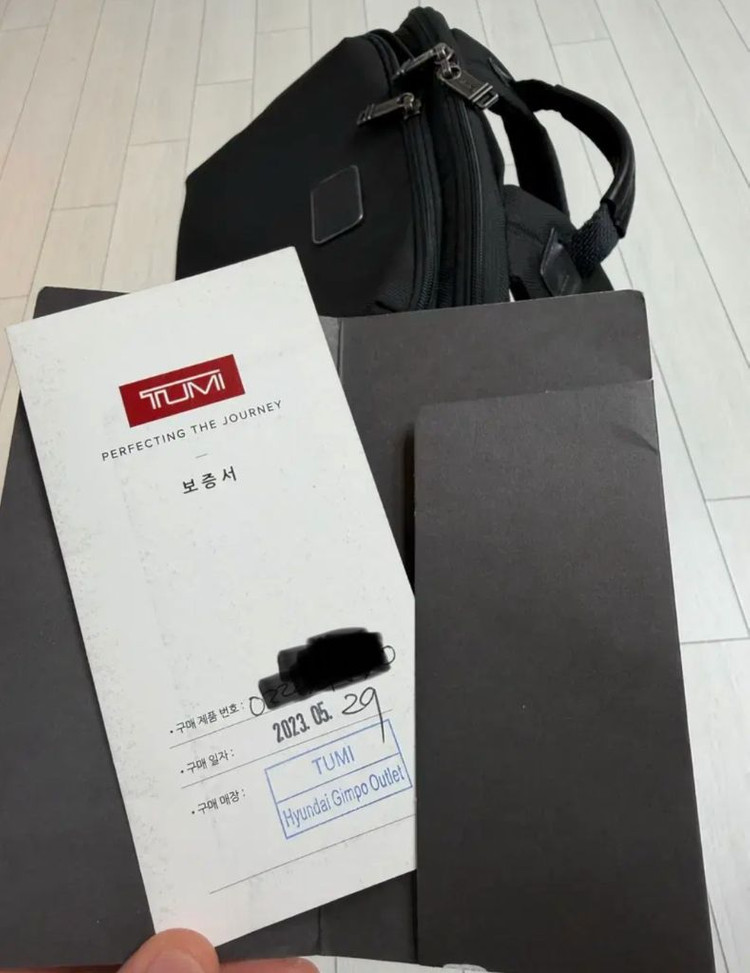 TUMI
PERFECTING THE JOURNEY
보증서
• 구매 제품 번호 :
• 구매 일자 : 2023. 05. 29
• 구매 매장 : TUMI
Hyundai Gimpo Outlet